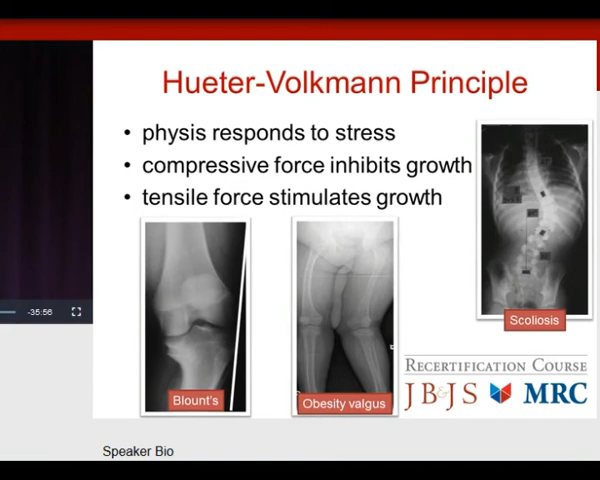 Hueter-Volkmann Principle
• physis responds to stress
• compressive force inhibits growth
• tensile force stimulates growth
Scoliosis
Blount's
Obesity valgus
RECERTIFICATION COURSE
JB&JS MRC
-35:56
Speaker Bio